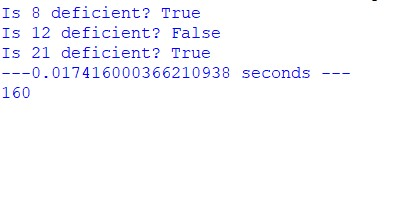 Is 8 deficient? True
Is 12 deficient? False
Is 21 deficient? True
---0.017416000366210938 seconds ---
160